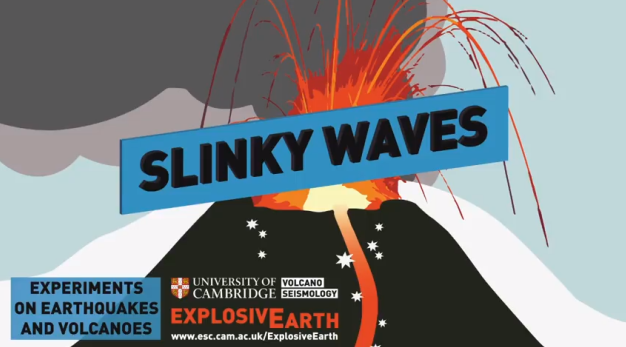 SLINKY WAVES
EXPERIMENTS
ON EARTHQUAKES
AND VOLCANOES
UNIVERSITY OF
CAMBRIDGE
VOLCANO
SEISMOLOGY
EXPLOSIVEEARTH
www.esc.cam.ac.uk/ExplosiveEarth